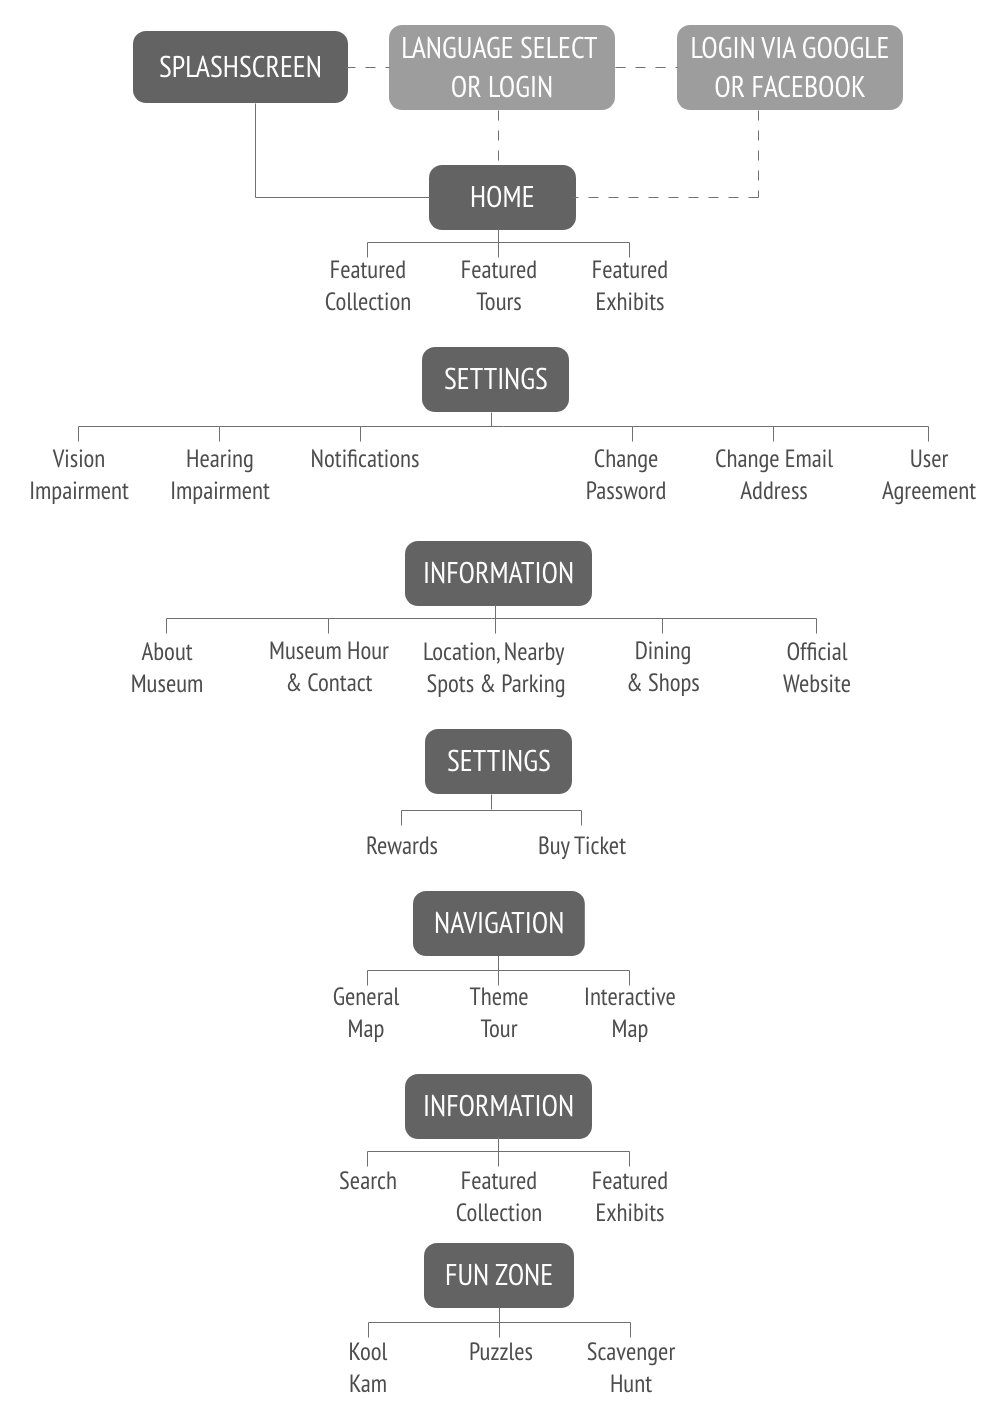 SPLASHSCREEN
LANGUAGE SELECT
OR LOGIN
LOGIN VIA GOOGLE
OR FACEBOOK
HOME
Featured
Collection
Featured
Tours
Featured
Exhibits
SETTINGS
Vision
Impairment
Hearing
Impairment
Notifications
Change
Password
Change Email
Address
User
Agreement
INFORMATION
About
Museum
Museum Hour
& Contact
Location, Nearby
Spots & Parking
Dining
& Shops
Official
Website
SETTINGS
Rewards
Buy Ticket
NAVIGATION
General
Map
Theme
Tour
Interactive
Map
INFORMATION
Search
Featured
Collection
Featured
Exhibits
FUN ZONE
Kool
Kam
Puzzles
Scavenger
Hunt